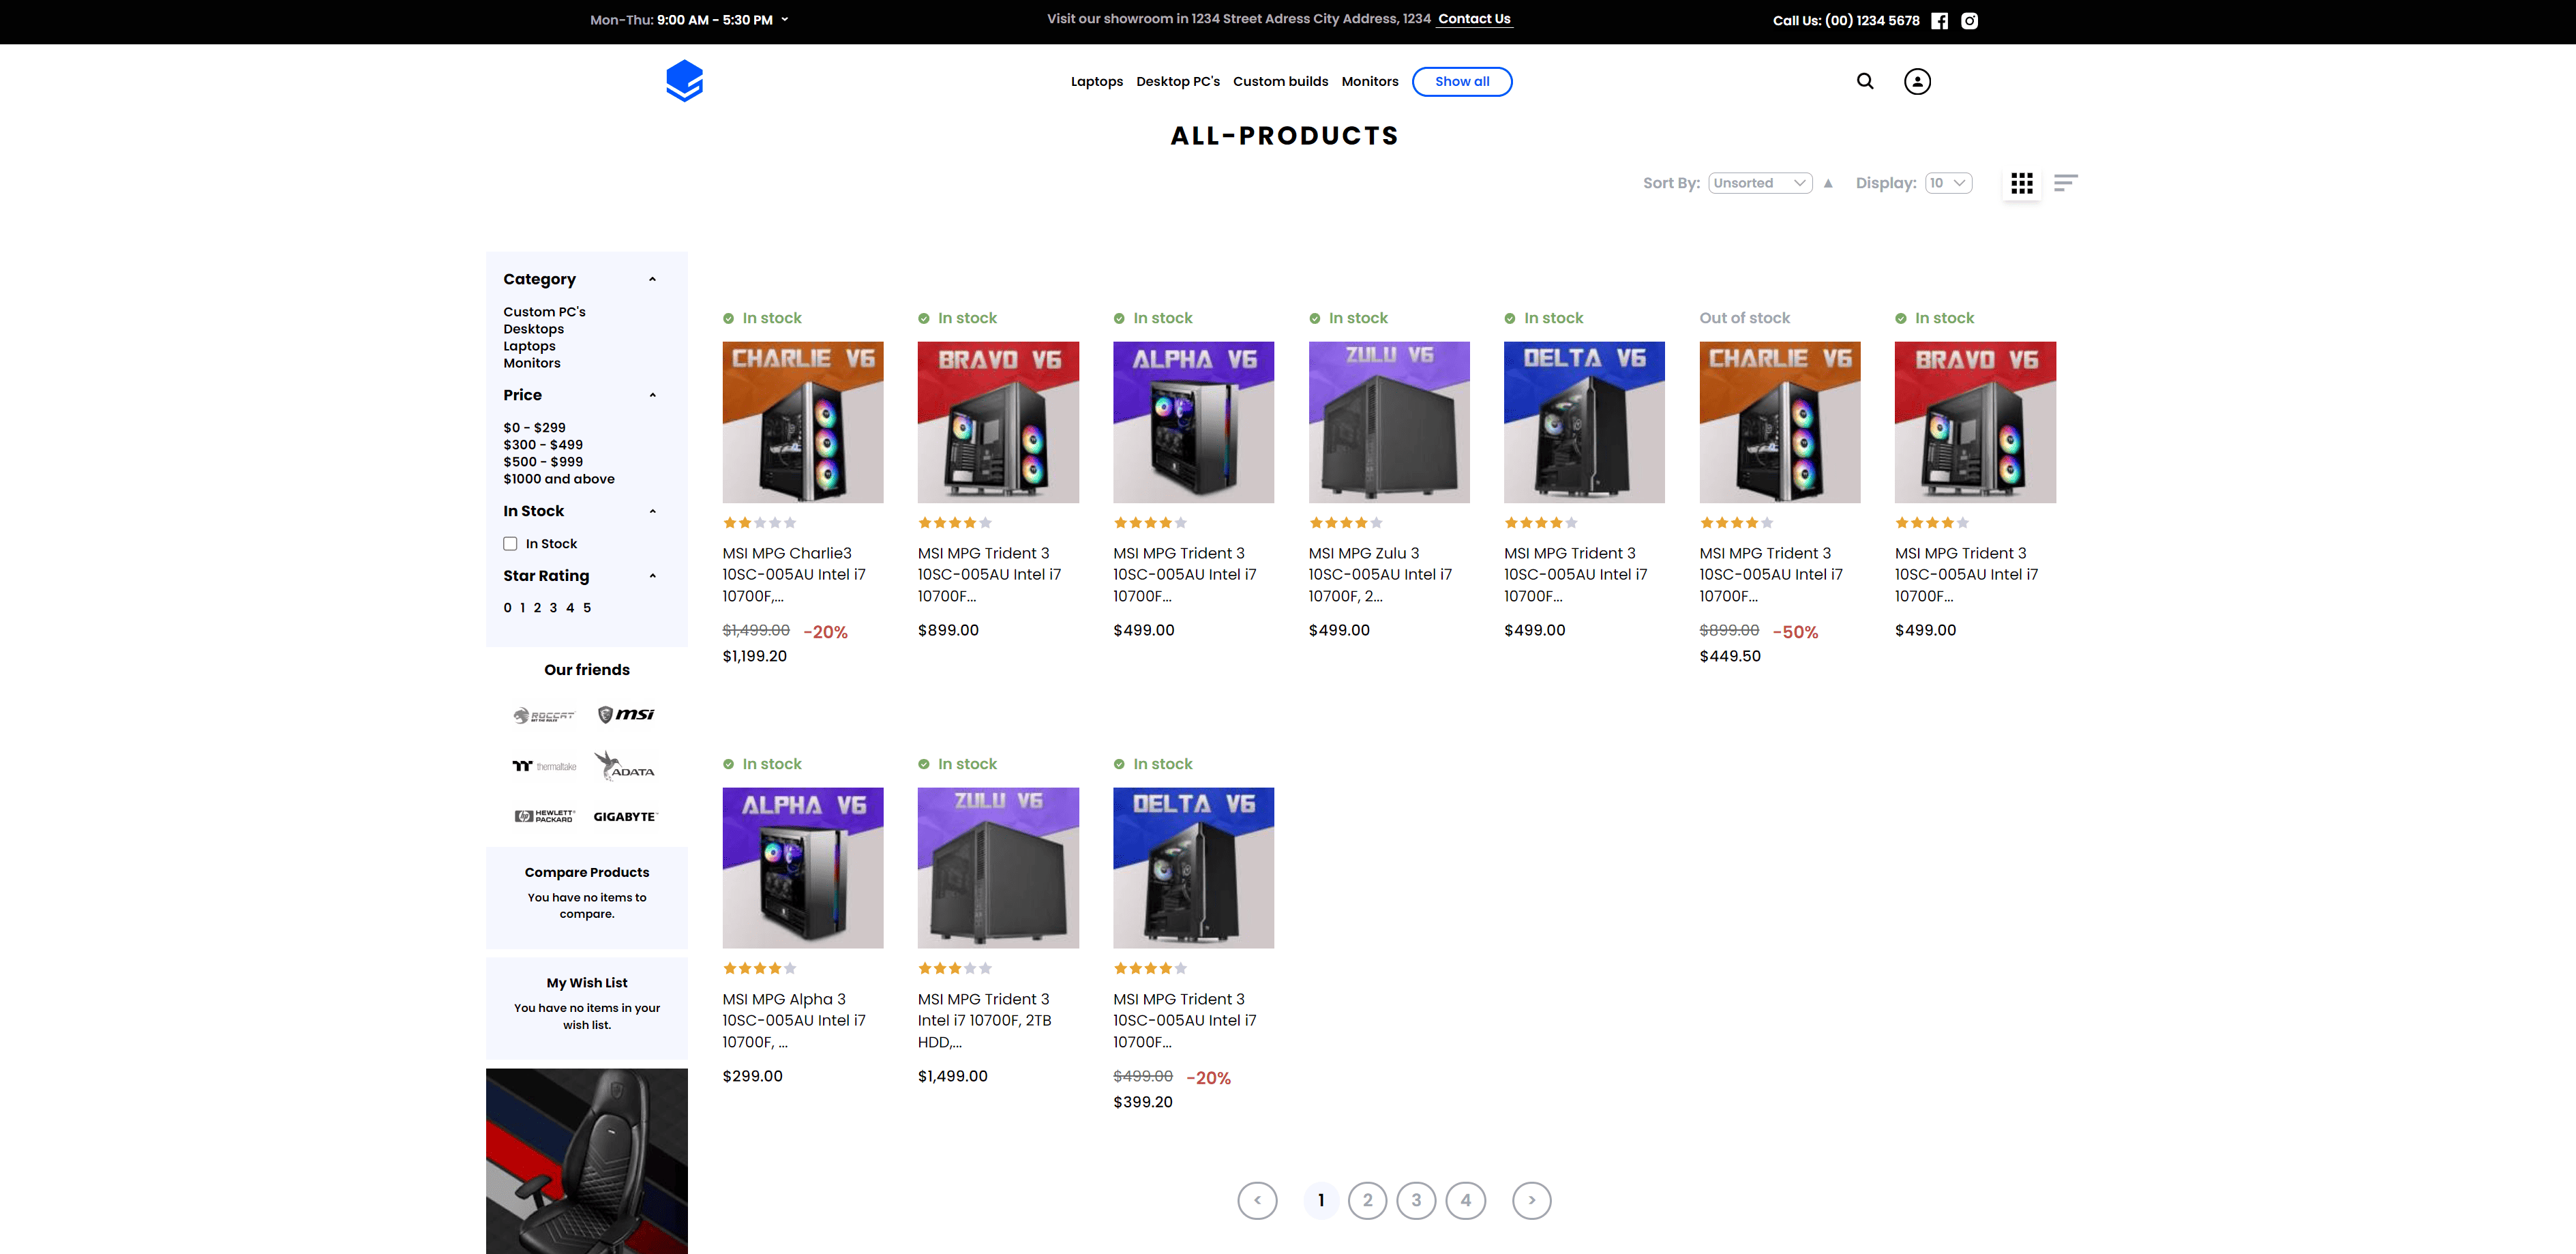 Mon-Thu: 9:00 AM - 5:30 PM
Visit our showroom in 1234 Street Adress City Address, 1234 Contact Us
Call Us: (00) 1234 5678
Laptops Desktop PC's Custom builds Monitors Show all
ALL-PRODUCTS
Sort By: Unsorted ▲ Display: 10
Category
Custom PC's
Desktops
Laptops
Monitors
Price
$0 - $299
$300 - $499
$500 - $999
$1000 and above
In Stock
In Stock
Star Rating
0 1 2 3 4 5
Our friends
ROCCAT
msi
thermaltake
ADATA
hp HEWLETT PACKARD
GIGABYTE
Compare Products
You have no items to
compare.
My Wish List
You have no items in your
wish list.
In stock
CHARLIE V6
MSI MPG Charlie3
10SC-005AU Intel i7
10700F,...
$1,499.00 -20%
$1,199.20
In stock
BRAVO V6
MSI MPG Trident 3
10SC-005AU Intel i7
10700F...
$899.00
In stock
ALPHA V6
MSI MPG Trident 3
10SC-005AU Intel i7
10700F...
$499.00
In stock
ZULU V6
MSI MPG Zulu 3
10SC-005AU Intel i7
10700F, 2...
$499.00
In stock
DELTA V6
MSI MPG Trident 3
10SC-005AU Intel i7
10700F...
$499.00
Out of stock
CHARLIE V6
MSI MPG Trident 3
10SC-005AU Intel i7
10700F...
$899.00 -50%
$449.50
In stock
BRAVO V6
MSI MPG Trident 3
10SC-005AU Intel i7
10700F...
$499.00
In stock
ALPHA V6
MSI MPG Alpha 3
10SC-005AU Intel i7
10700F, ...
$299.00
In stock
ZULU V6
MSI MPG Trident 3
Intel i7 10700F, 2TB
HDD,...
$1,499.00
In stock
DELTA V6
MSI MPG Trident 3
10SC-005AU Intel i7
10700F...
$499.00 -20%
$399.20
< 1 2 3 4 >